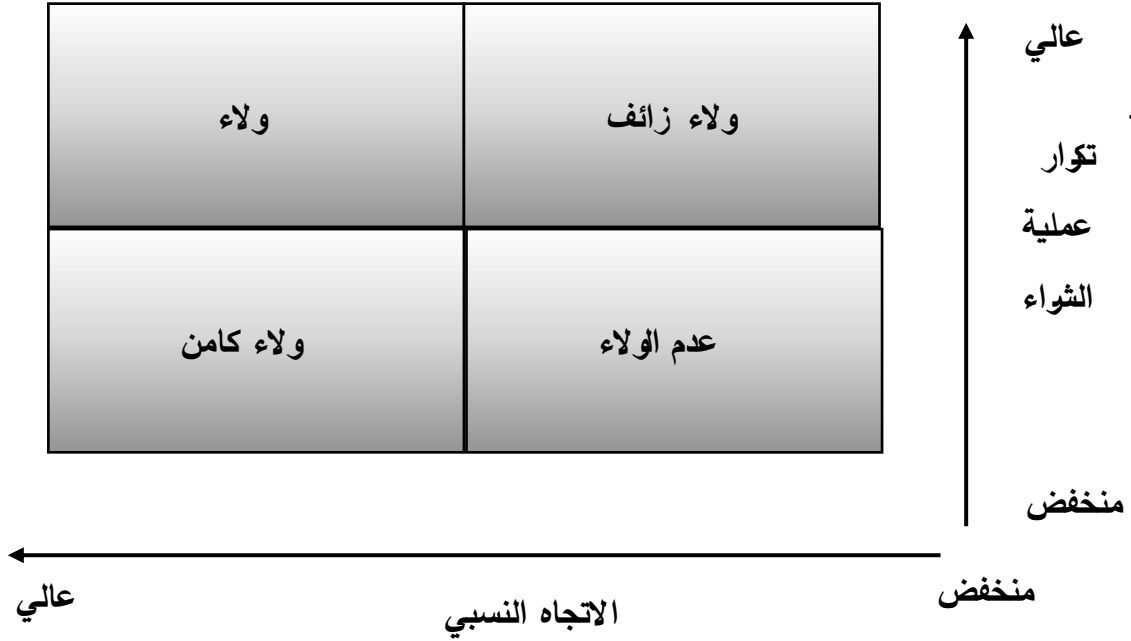 عالي
ولاء زائف
ولاء
تكرار
عملية
الشراء
عدم الولاء
ولاء كامن
منخفض
منخفض
عالي
الاتجاه النسبي